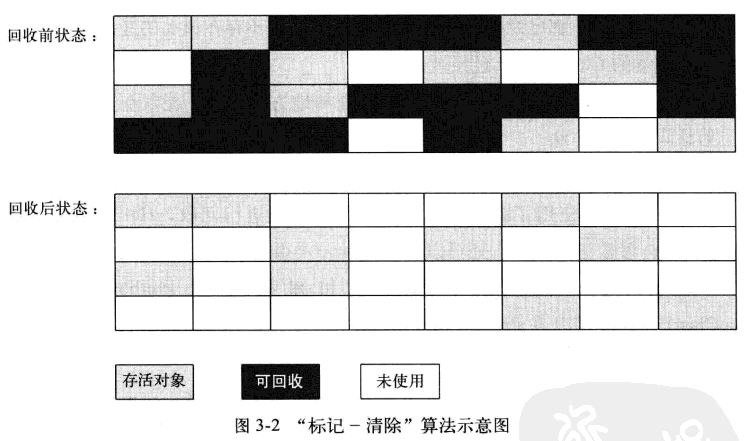 回收前状态：
回收后状态：
存活对象
可回收
未使用
图 3-2 “标记－清除”算法示意图